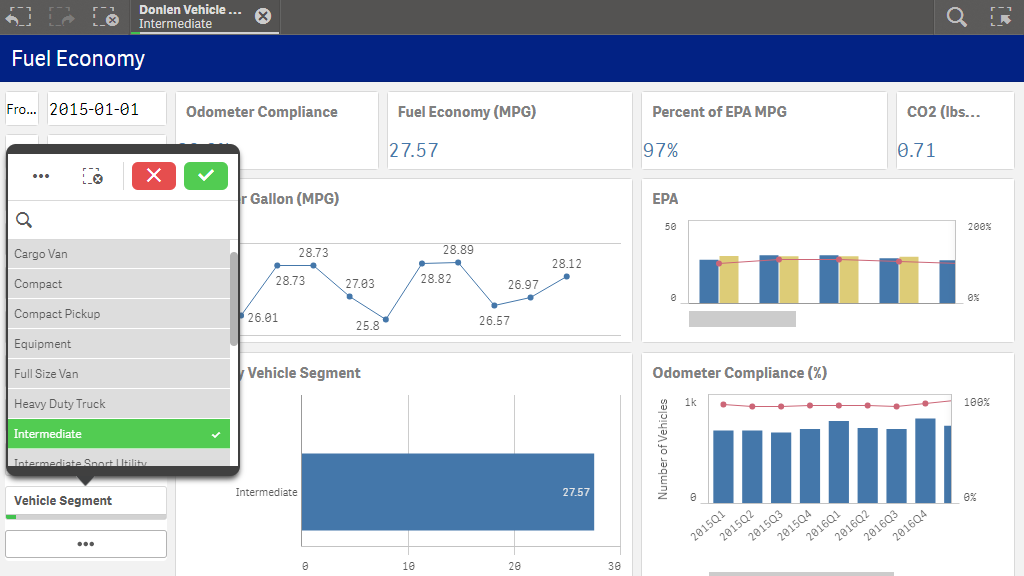 Donlen Vehicle ...
Intermediate
Fuel Economy
Fro...
2015-01-01
Odometer Compliance
Fuel Economy (MPG)
27.57
Percent of EPA MPG
97%
CO2 (lbs...
0.71
Cargo Van
Compact
Compact Pickup
Equipment
Full Size Van
Heavy Duty Truck
Intermediate
Intermediate Sport Utility
Vehicle Segment
Gallon (MPG)
26.01
28.73
28.73
27.03
25.8
28.82
28.89
26.57
26.97
28.12
EPA
50
0
200%
0%
Vehicle Segment
Intermediate
27.57
0
10
20
30
Odometer Compliance (%)
Number of Vehicles
1k
0
100%
0%
2015Q1
2015Q2
2015Q3
2015Q4
2016Q1
2016Q2
2016Q3
2016Q4